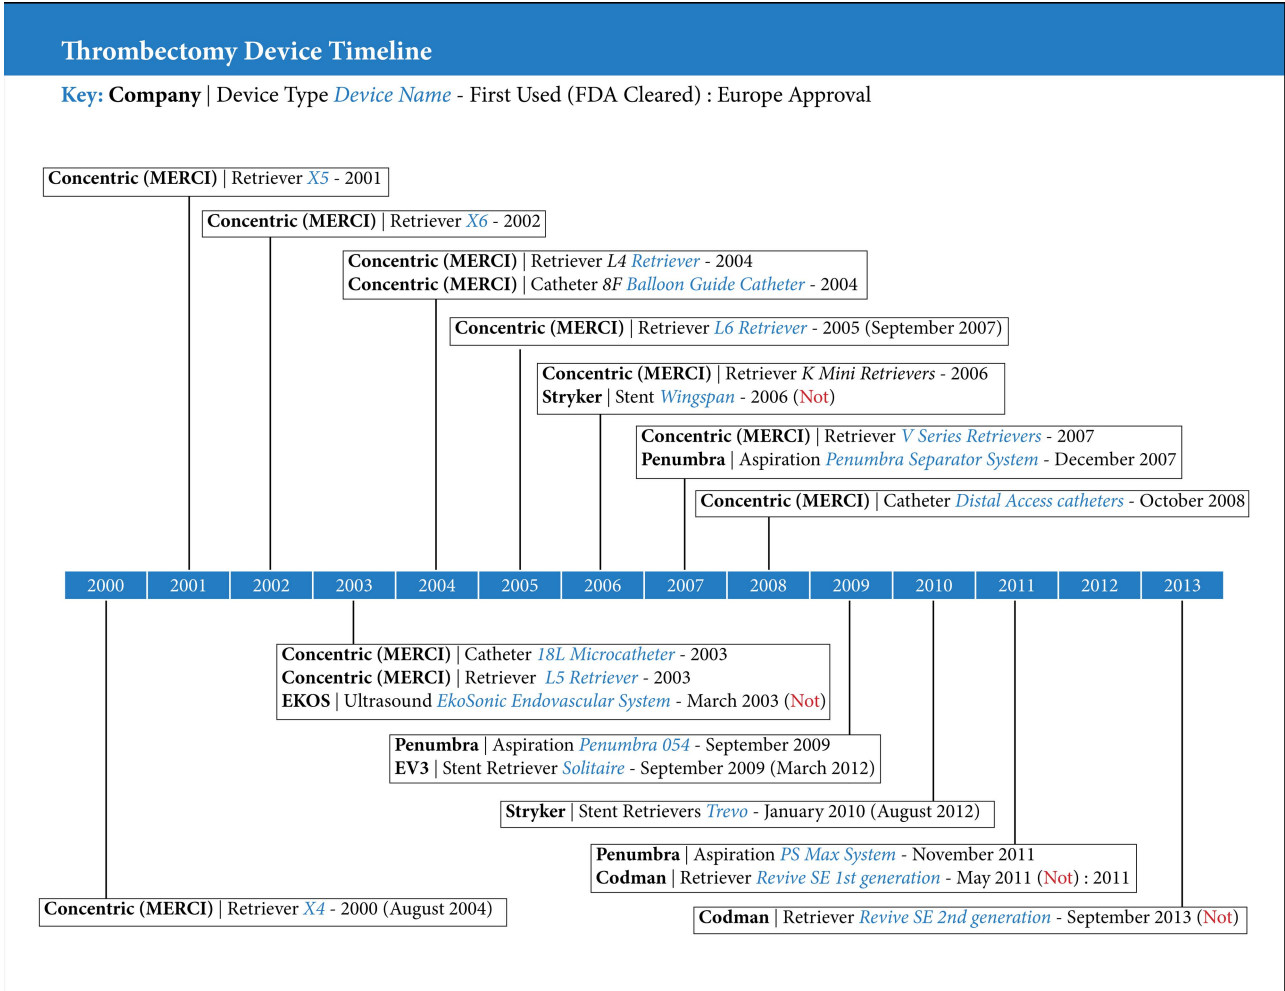 Thrombectomy Device Timeline
Key: Company | Device Type Device Name - First Used (FDA Cleared) : Europe Approval
Concentric (MERCI) | Retriever X5 - 2001
Concentric (MERCI) | Retriever X6 - 2002
Concentric (MERCI) | Retriever L4 Retriever - 2004
Concentric (MERCI) | Catheter 8F Balloon Guide Catheter - 2004
Concentric (MERCI) | Retriever L6 Retriever - 2005 (September 2007)
Concentric (MERCI) | Retriever K Mini Retrievers - 2006
Stryker | Stent Wingspan - 2006 (Not)
Concentric (MERCI) | Retriever V Series Retrievers - 2007
Penumbra | Aspiration Penumbra Separator System - December 2007
Concentric (MERCI) | Catheter Distal Access catheters - October 2008
2000 2001 2002 2003 2004 2005 2006 2007 2008 2009 2010 2011 2012 2013
Concentric (MERCI) | Catheter 18L Microcatheter - 2003
Concentric (MERCI) | Retriever L5 Retriever - 2003
EKOS | Ultrasound EkoSonic Endovascular System - March 2003 (Not)
Penumbra | Aspiration Penumbra 054 - September 2009
EV3 | Stent Retriever Solitaire - September 2009 (March 2012)
Stryker | Stent Retrievers Trevo - January 2010 (August 2012)
Penumbra | Aspiration PS Max System - November 2011
Codman | Retriever Revive SE 1st generation - May 2011 (Not) : 2011
Concentric (MERCI) | Retriever X4 - 2000 (August 2004)
Codman | Retriever Revive SE 2nd generation - September 2013 (Not)